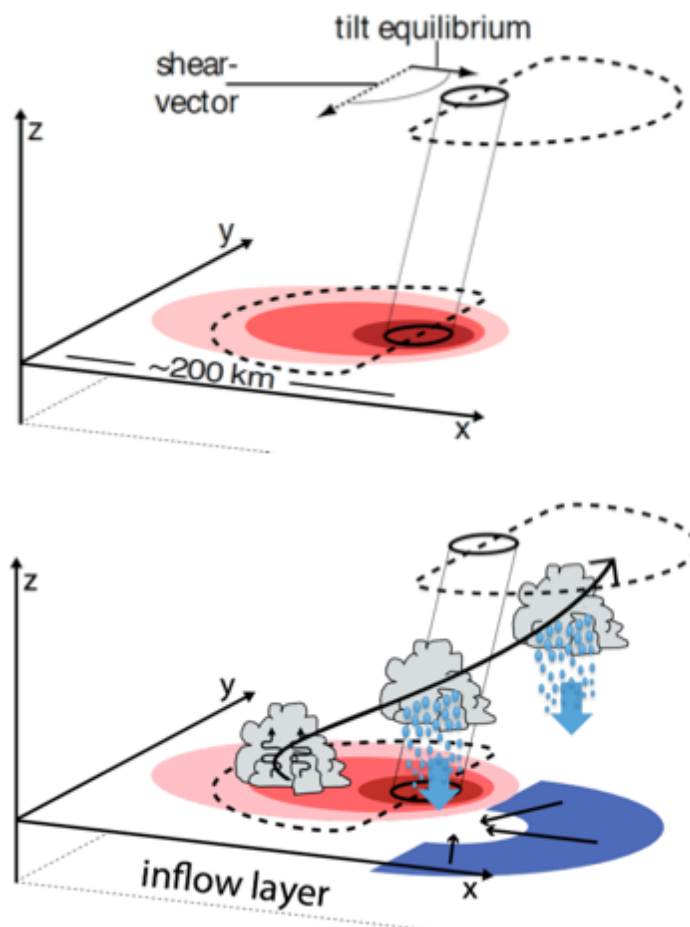 tilt equilibrium
shear-
vector
z
y
~200 km
x
z
y
x
inflow layer